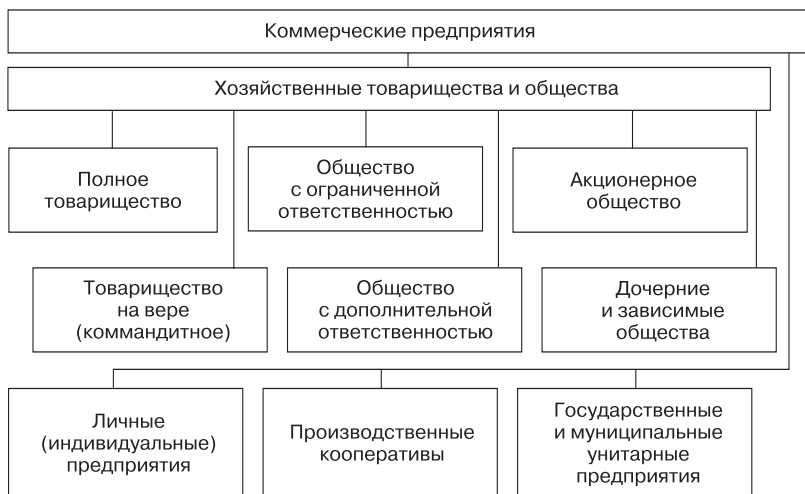 Коммерческие предприятия
Хозяйственные товарищества и общества
Полное
товарищество
Общество
с ограниченной
ответственностью
Акционерное
общество
Товарищество
на вере
(коммандитное)
Общество
с дополнительной
ответственностью
Дочерние
и зависимые
общества
Личные
(индивидуальные)
предприятия
Производственные
кооперативы
Государственные
и муниципальные
унитарные
предприятия